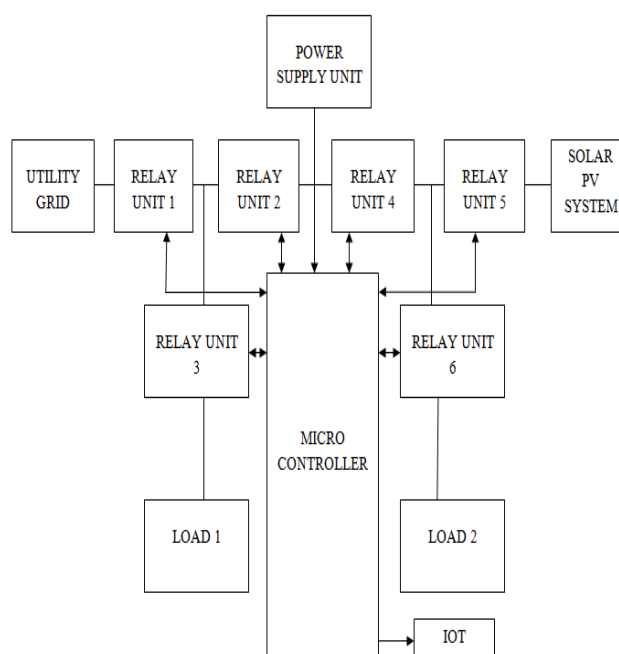 POWER
SUPPLY UNIT
UTILITY
GRID
RELAY
UNIT 1
RELAY
UNIT 2
RELAY
UNIT 4
RELAY
UNIT 5
SOLAR
PV
SYSTEM
RELAY UNIT
3
RELAY UNIT
6
MICRO
CONTROLLER
LOAD 1
LOAD 2
IOT